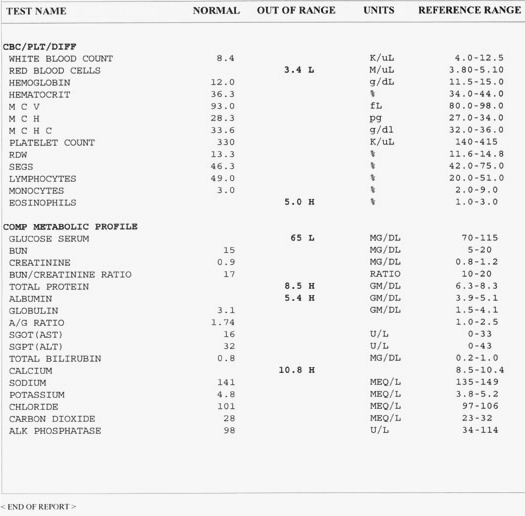 TEST NAME NORMAL OUT OF RANGE UNITS REFERENCE RANGE
CBC/PLT/DIFF
WHITE BLOOD COUNT 8.4 K/uL 4.0-12.5
RED BLOOD CELLS 3.4 L M/uL 3.80-5.10
HEMOGLOBIN 12.0 g/dL 11.5-15.0
HEMATOCRIT 36.3 % 34.0-44.0
M C V 93.0 fL 80.0-98.0
M C H 28.3 pg 27.0-34.0
M C H C 33.6 g/dl 32.0-36.0
PLATELET COUNT 330 K/uL 140-415
RDW 13.3 % 11.6-14.8
SEGS 46.3 % 42.0-75.0
LYMPHOCYTES 49.0 % 20.0-51.0
MONOCYTES 3.0 % 2.0-9.0
EOSINOPHILS 5.0 H % 1.0-3.0
COMP METABOLIC PROFILE
GLUCOSE SERUM 65 L MG/DL 70-115
BUN 15 MG/DL 5-20
CREATININE 0.9 MG/DL 0.8-1.2
BUN/CREATININE RATIO 17 RATIO 10-20
TOTAL PROTEIN 8.5 H GM/DL 6.3-8.3
ALBUMIN 5.4 H GM/DL 3.9-5.1
GLOBULIN 3.1 GM/DL 1.5-4.1
A/G RATIO 1.74 1.0-2.5
SGOT(AST) 16 U/L 0-33
SGPT(ALT) 32 U/L 0-43
TOTAL BILIRUBIN 0.8 MG/DL 0.2-1.0
CALCIUM 10.8 H 8.5-10.4
SODIUM 141 MEQ/L 135-149
POTASSIUM 4.8 MEQ/L 3.8-5.2
CHLORIDE 101 MEQ/L 97-106
CARBON DIOXIDE 28 MEQ/L 23-32
ALK PHOSPHATASE 98 U/L 34-114
< END OF REPORT >